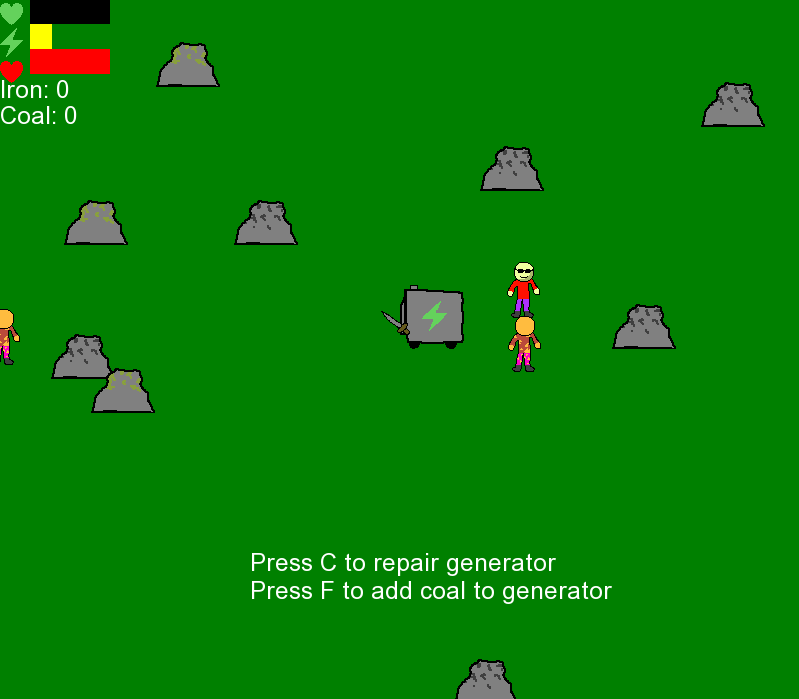 Iron: 0
Coal: 0
Press C to repair generator
Press F to add coal to generator